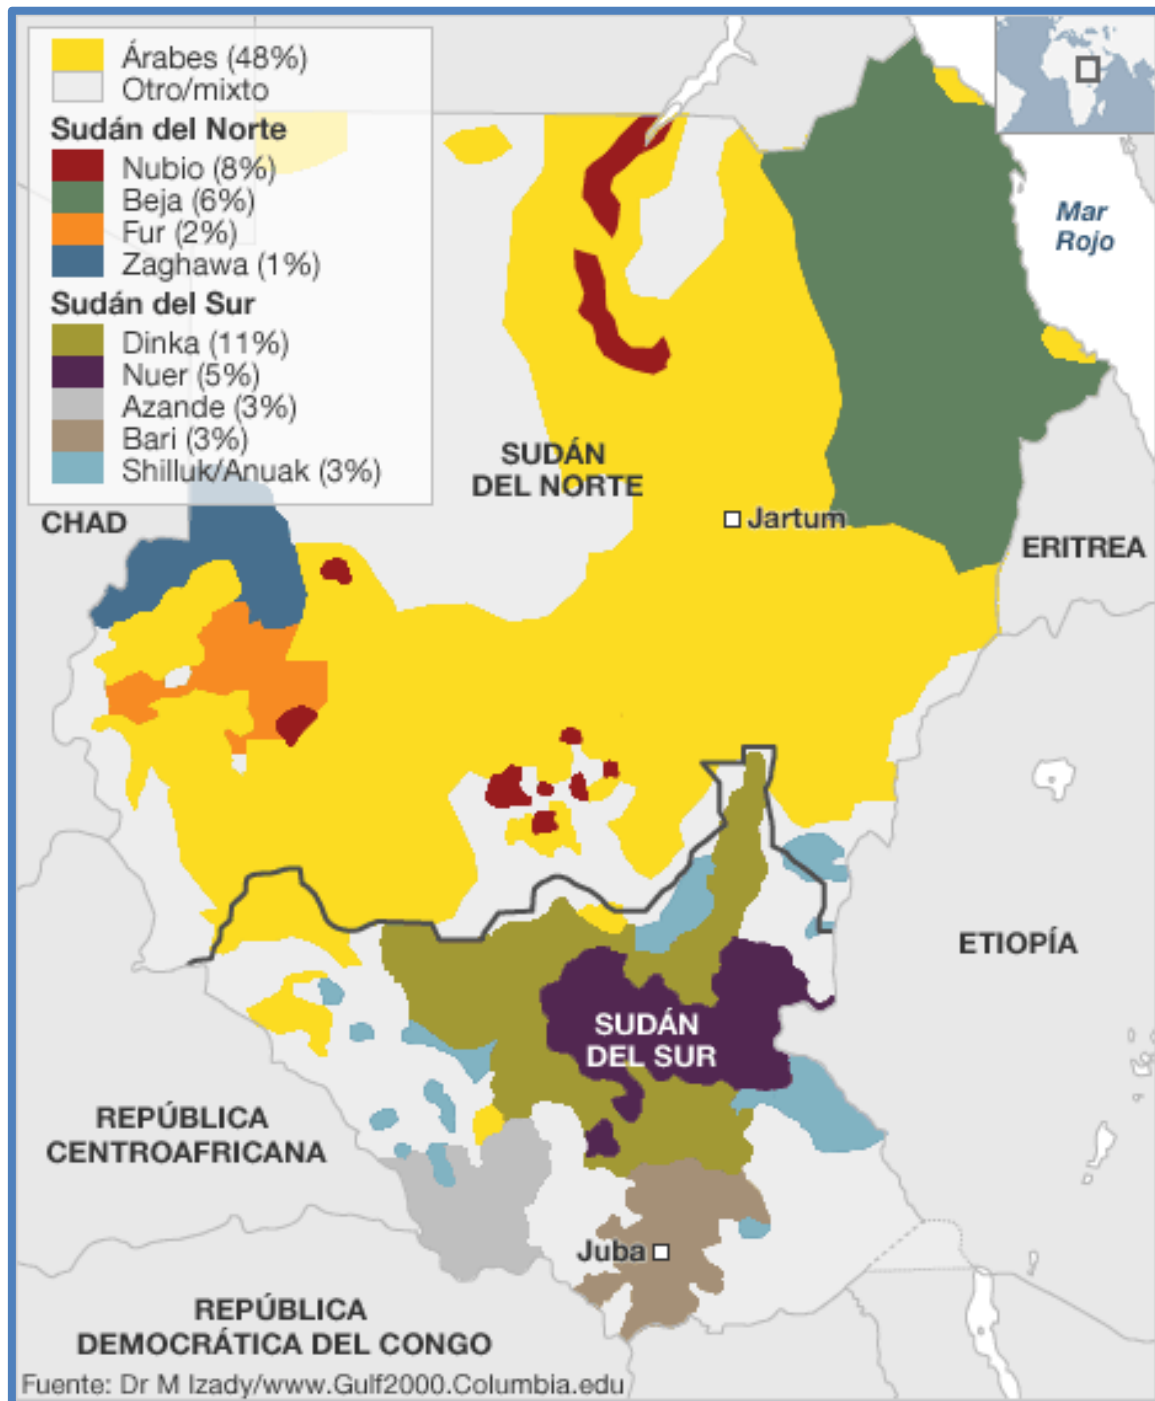 Árabes (48%)
Otro/mixto
Sudán del Norte
Nubio (8%)
Beja (6%)
Fur (2%)
Zaghawa (1%)
Sudán del Sur
Dinka (11%)
Nuer (5%)
Azande (3%)
Bari (3%)
Shilluk/Anuak (3%)
Mar
Rojo
SUDÁN
DEL NORTE
CHAD
Jartum
ERITREA
ETIOPÍA
SUDÁN
DEL SUR
REPÚBLICA
CENTROAFRICANA
Juba
REPÚBLICA
DEMOCRÁTICA DEL CONGO
Fuente: Dr M Izady/www.Gulf2000.Columbia.edu